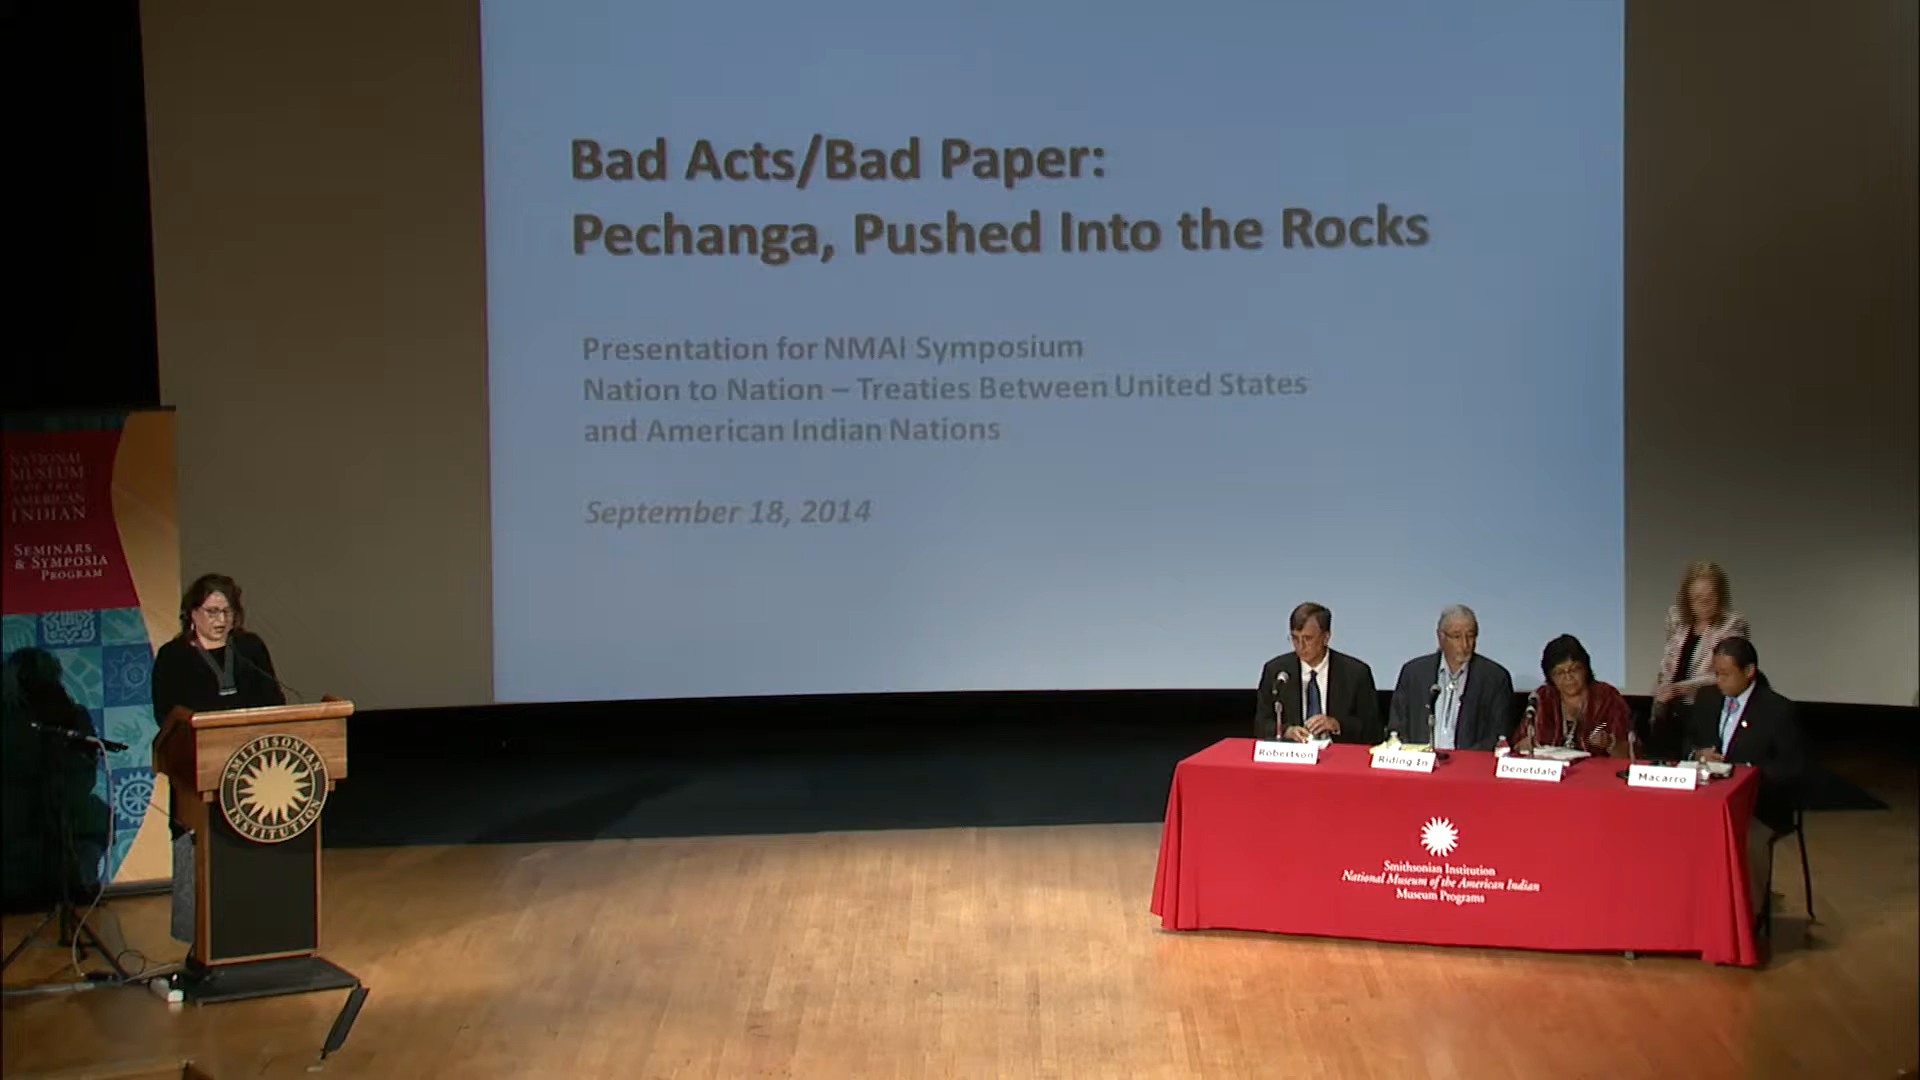 Bad Acts/Bad Paper:
Pechanga, Pushed Into the Rocks
Presentation for NMAI Symposium
Nation to Nation – Treaties Between United States
and American Indian Nations
September 18, 2014
NATIONAL
MUSEUM
OF THE
AMERICAN
INDIAN
SEMINARS
& SYMPOSIA
PROGRAM
SMITHSONIAN
INSTITUTION
Robertson
Riding In
Denetdale
Macarro
Smithsonian Institution
National Museum of the American Indian
Museum Programs